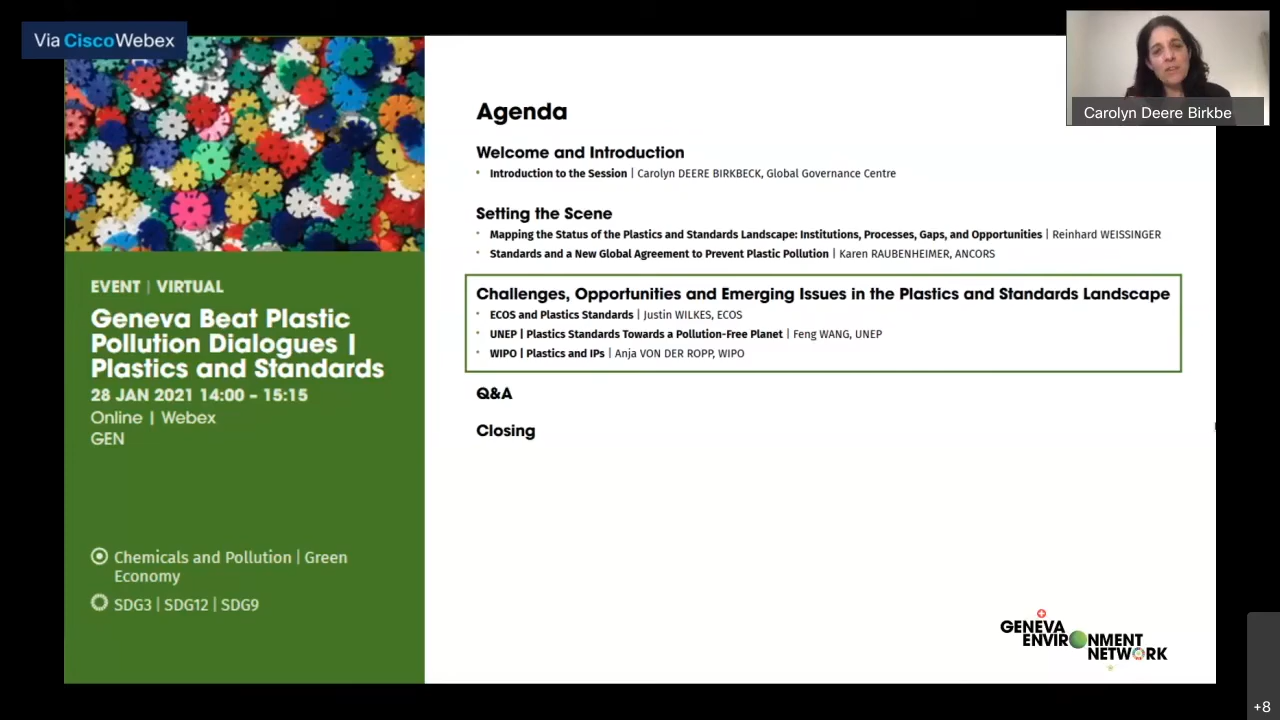 Via CiscoWebex
Carolyn Deere Birkbe
Agenda
Welcome and Introduction
• Introduction to the Session | Carolyn DEERE BIRKBECK, Global Governance Centre
Setting the Scene
• Mapping the Status of the Plastics and Standards Landscape: Institutions, Processes, Gaps, and Opportunities | Reinhard WEISSINGER
• Standards and a New Global Agreement to Prevent Plastic Pollution | Karen RAUBENHEIMER, ANCORS
Challenges, Opportunities and Emerging Issues in the Plastics and Standards Landscape
• ECOS and Plastics Standards | Justin WILKES, ECOS
• UNEP | Plastics Standards Towards a Pollution-Free Planet | Feng WANG, UNEP
• WIPO | Plastics and IPs | Anja VON DER ROPP, WIPO
Q&A
Closing
EVENT | VIRTUAL
Geneva Beat Plastic
Pollution Dialogues |
Plastics and Standards
28 JAN 2021 14:00 – 15:15
Online | Webex
GEN
Chemicals and Pollution | Green
Economy
SDG3 | SDG12 | SDG9
GENEVA
ENVIRONMENT
NETWORK
+8